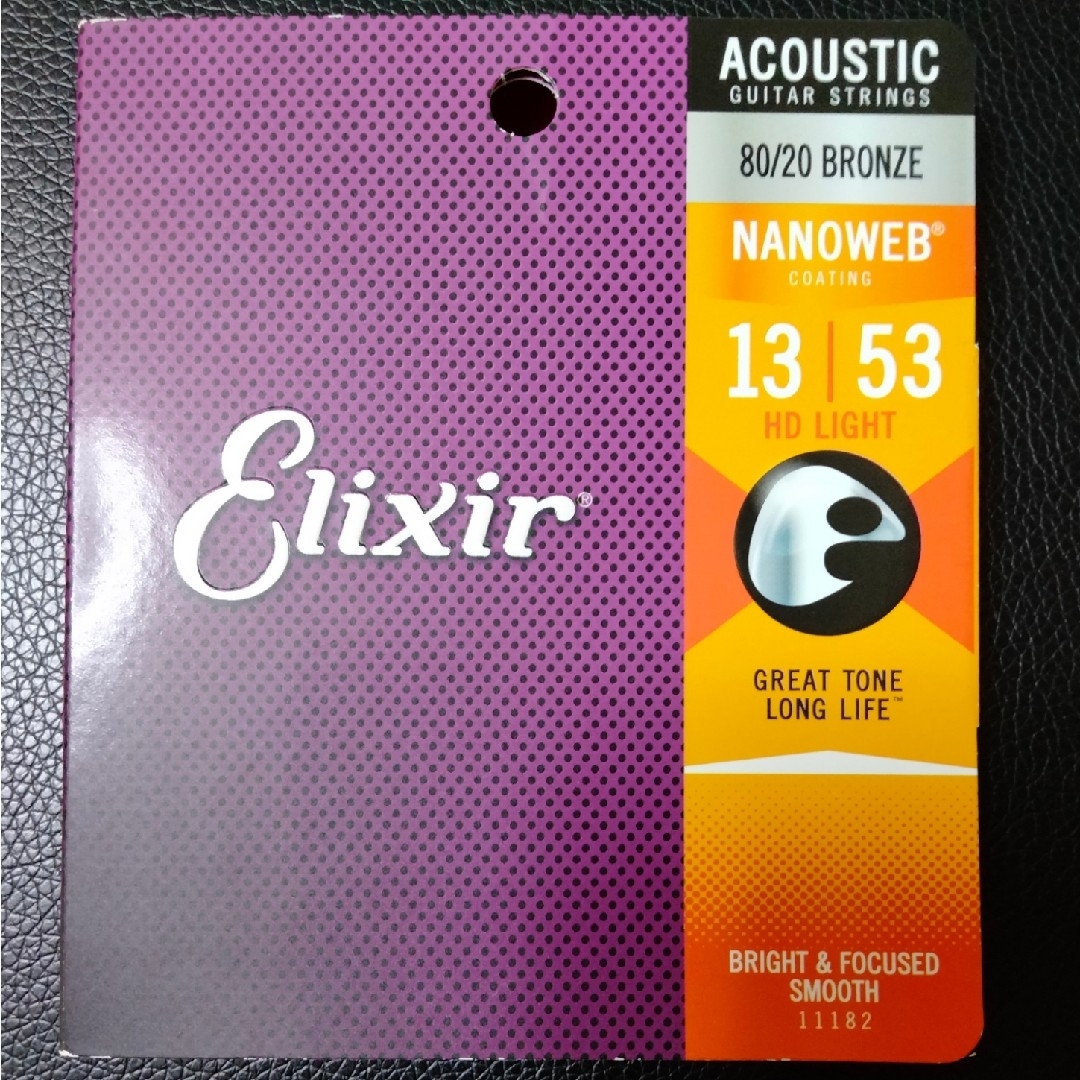 Elixir®
ACOUSTIC
GUITAR STRINGS
80/20 BRONZE
NANOWEB®
COATING
13 | 53
HD LIGHT
GREAT TONE
LONG LIFE™
BRIGHT & FOCUSED
SMOOTH
11182